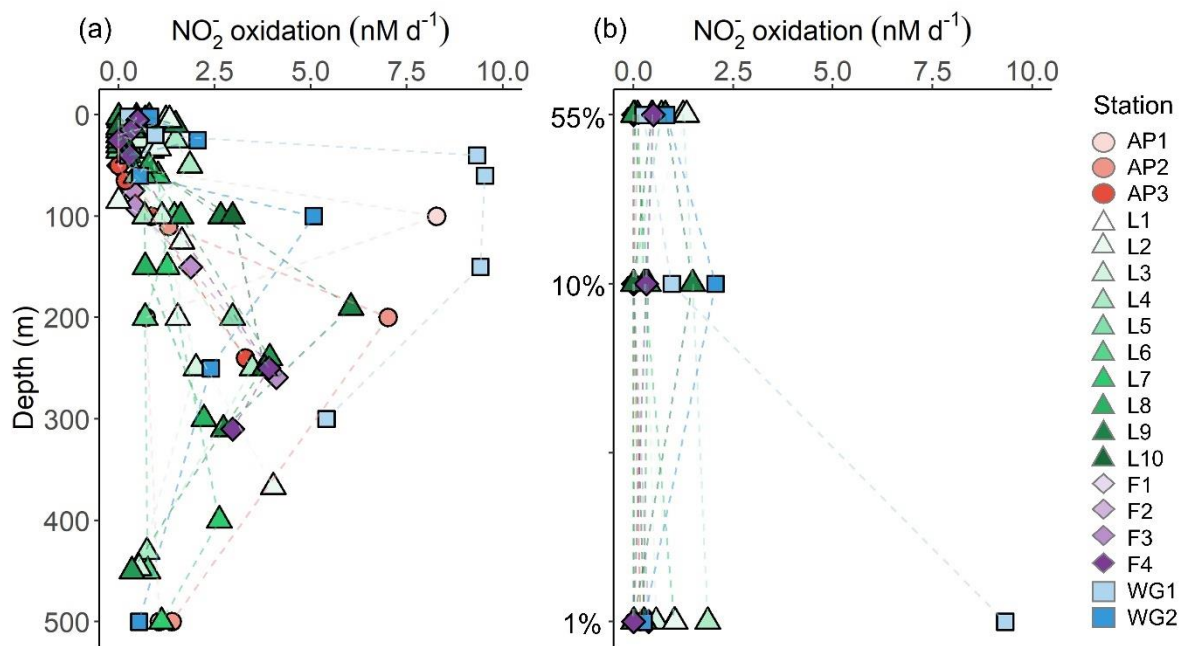 (a) NO₂⁻ oxidation (nM d⁻¹)
0.0 2.5 5.0 7.5 10.0
Depth (m)
0
100
200
300
400
500
(b) NO₂⁻ oxidation (nM d⁻¹)
0.0 2.5 5.0 7.5 10.0
55%
10%
1%
Station
AP1
AP2
AP3
L1
L2
L3
L4
L5
L6
L7
L8
L9
L10
F1
F2
F3
F4
WG1
WG2